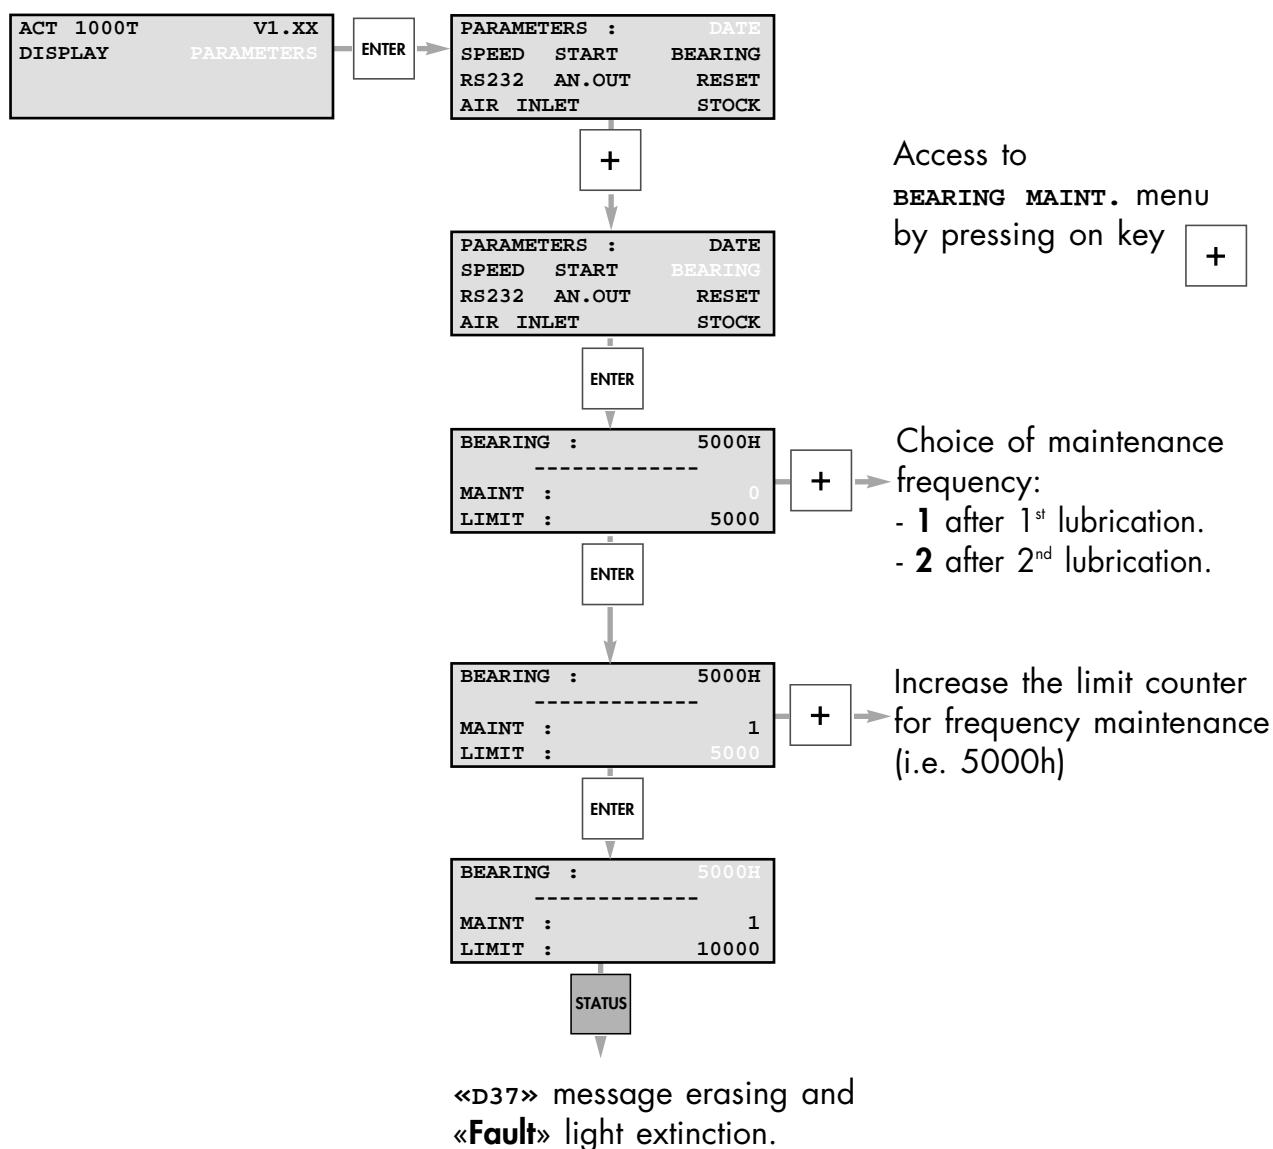 ACT 1000T V1.XX
DISPLAY PARAMETERS
ENTER
PARAMETERS : DATE
SPEED START BEARING
RS232 AN.OUT RESET
AIR INLET STOCK
+
Access to
BEARING MAINT. menu
by pressing on key +
PARAMETERS : DATE
SPEED START BEARING
RS232 AN.OUT RESET
AIR INLET STOCK
ENTER
BEARING : 5000H
-------------
MAINT : 0
LIMIT : 5000
+
Choice of maintenance
frequency:
- 1 after 1st lubrication.
- 2 after 2nd lubrication.
ENTER
BEARING : 5000H
-------------
MAINT : 1
LIMIT : 5000
+
Increase the limit counter
for frequency maintenance
(i.e. 5000h)
ENTER
BEARING : 5000H
-------------
MAINT : 1
LIMIT : 10000
STATUS
«D37» message erasing and
«Fault» light extinction.